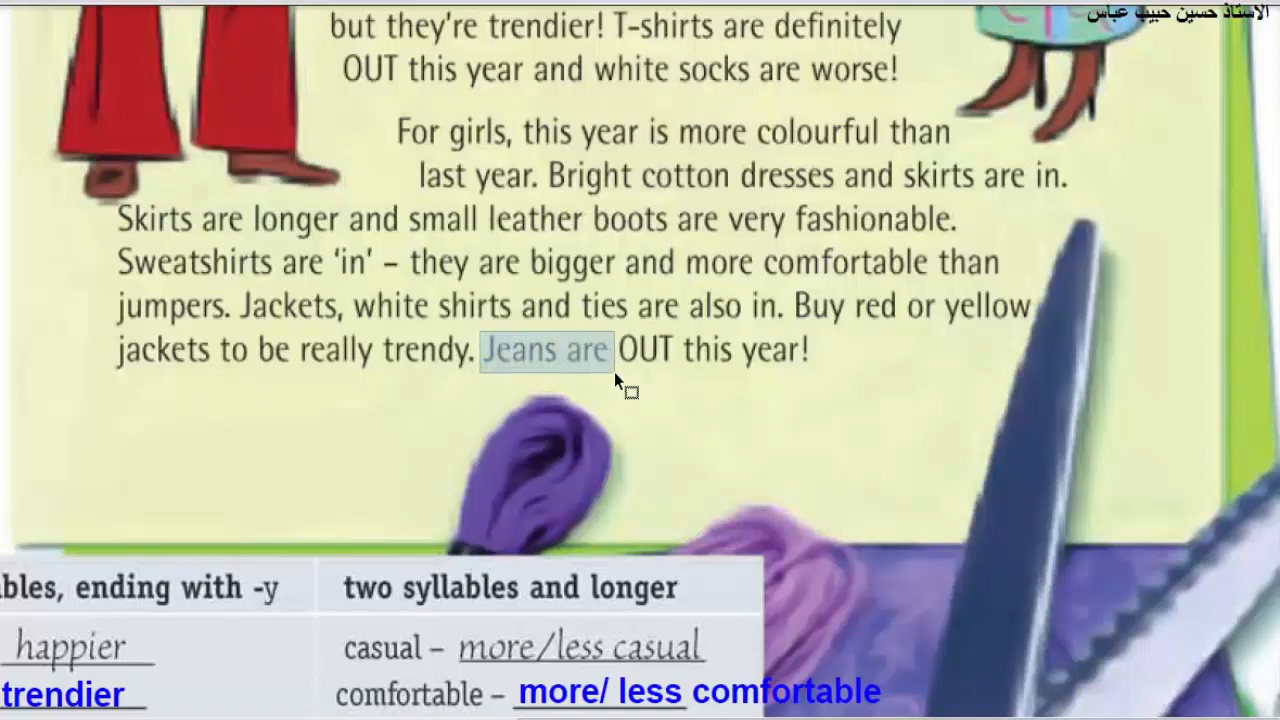 الاستاذ حسين حبيب عباس
but they're trendier! T-shirts are definitely
OUT this year and white socks are worse!
For girls, this year is more colourful than
last year. Bright cotton dresses and skirts are in.
Skirts are longer and small leather boots are very fashionable.
Sweatshirts are 'in' – they are bigger and more comfortable than
jumpers. Jackets, white shirts and ties are also in. Buy red or yellow
jackets to be really trendy. Jeans are OUT this year!
bles, ending with -y two syllables and longer
happier casual – more/less casual
trendier comfortable – more/ less comfortable